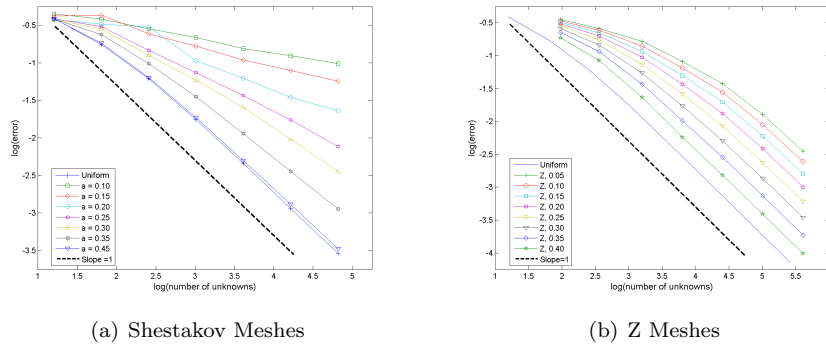 -0.5
-1
-1.5
-2
-2.5
-3
-3.5
log(error)
1
1.5
2
2.5
3
3.5
4
4.5
5
log(number of unknowns)
Uniform
a = 0.10
a = 0.15
a = 0.20
a = 0.25
a = 0.30
a = 0.35
a = 0.45
Slope =1
(a) Shestakov Meshes
-0.5
-1
-1.5
-2
-2.5
-3
-3.5
-4
log(error)
1
1.5
2
2.5
3
3.5
4
4.5
5
5.5
log(number of unknowns)
Uniform
Z, 0.05
Z, 0.10
Z, 0.15
Z, 0.20
Z, 0.25
Z, 0.30
Z, 0.35
Z, 0.40
Slope=1
(b) Z Meshes